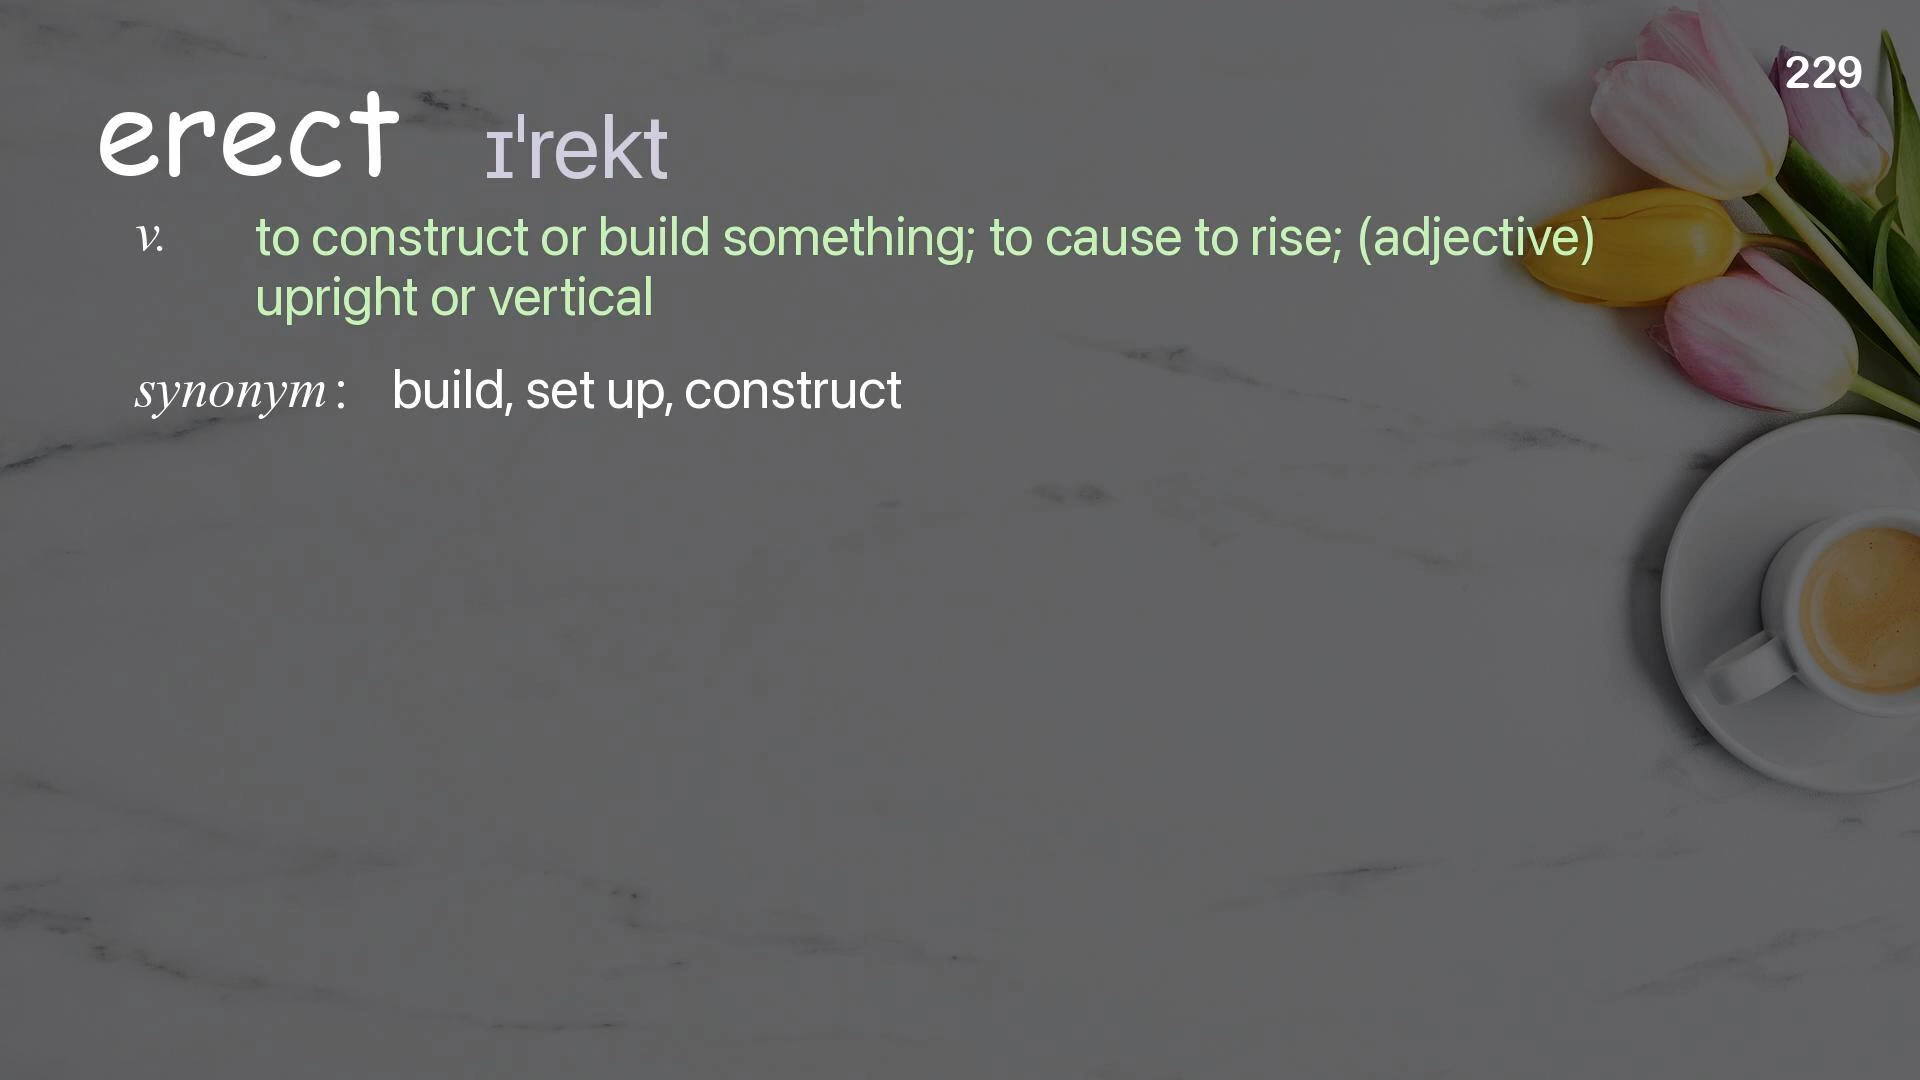 229
erect ɪˈrekt
v. to construct or build something; to cause to rise; (adjective)
upright or vertical
synonym: build, set up, construct